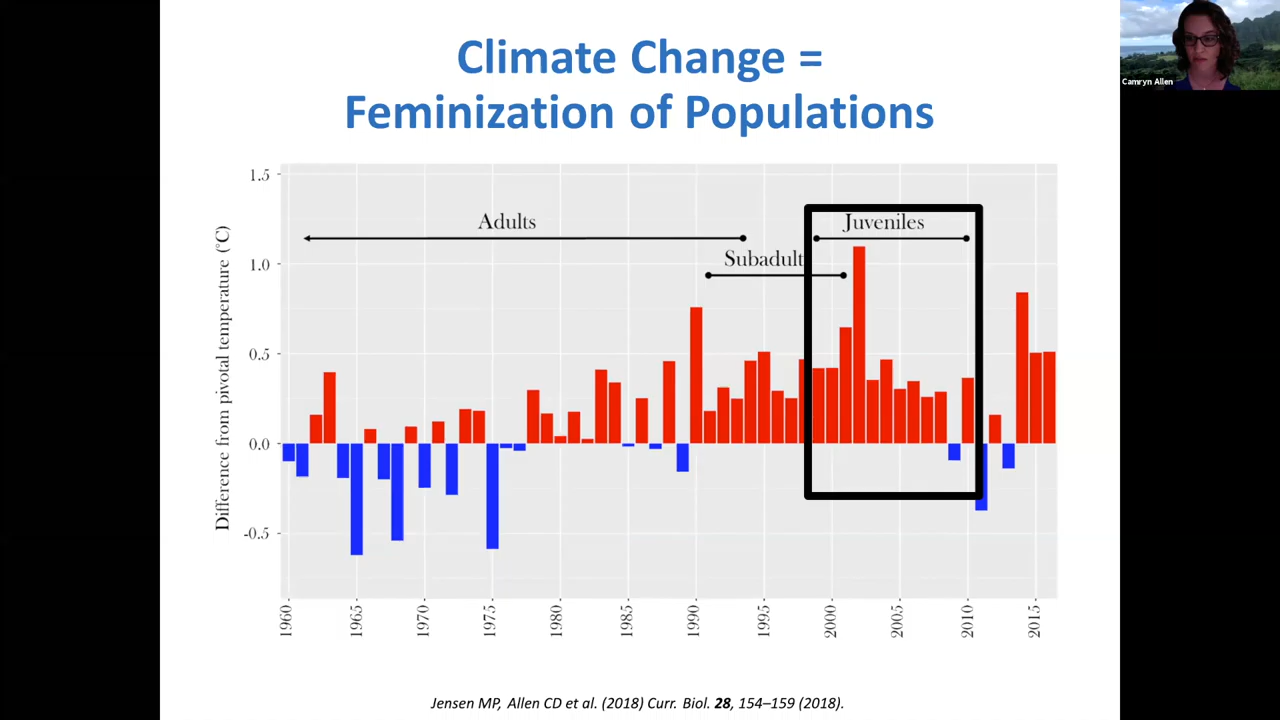 Climate Change =
Feminization of Populations
Camryn Allen
Difference from pivotal temperature (°C)
1.5
1.0
0.5
0.0
-0.5
Adults
Subadult
Juveniles
1960
1965
1970
1975
1980
1985
1990
1995
2000
2005
2010
2015
Jensen MP, Allen CD et al. (2018) Curr. Biol. 28, 154–159 (2018).